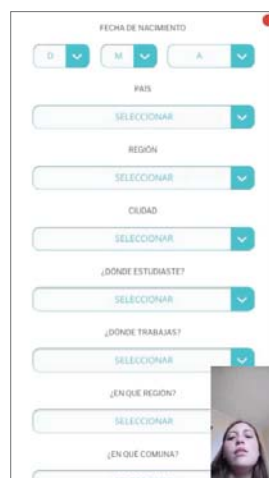 FECHA DE NACIMIENTO
D M A
PAÍS
SELECCIONAR
REGIÓN
SELECCIONAR
CIUDAD
SELECCIONAR
¿DÓNDE ESTUDIASTE?
SELECCIONAR
¿DÓNDE TRABAJAS?
SELECCIONAR
¿EN QUÉ REGIÓN?
SELECCIONAR
¿EN QUÉ COMUNA?